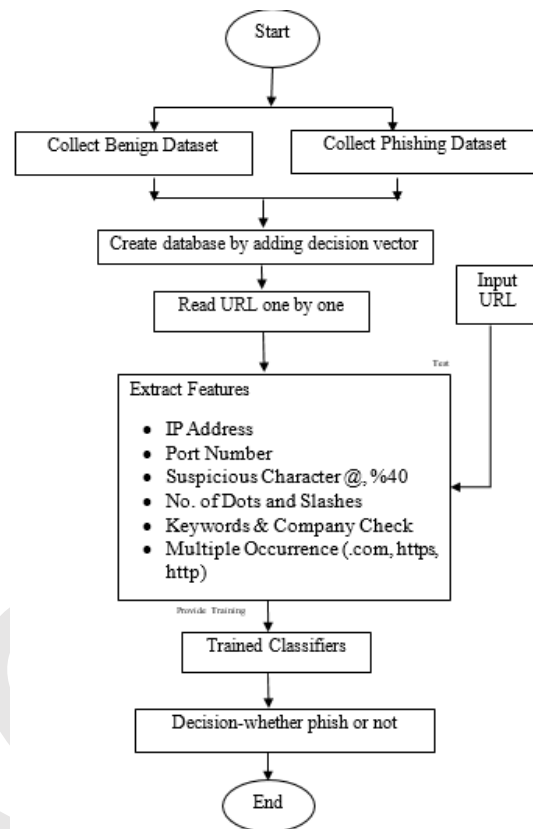 Start
Collect Benign Dataset
Collect Phishing Dataset
Create database by adding decision vector
Read URL one by one
Input
URL
Test
Extract Features
• IP Address
• Port Number
• Suspicious Character @, %40
• No. of Dots and Slashes
• Keywords & Company Check
• Multiple Occurrence (.com, https,
http)
Provide Training
Trained Classifiers
Decision-whether phish or not
End